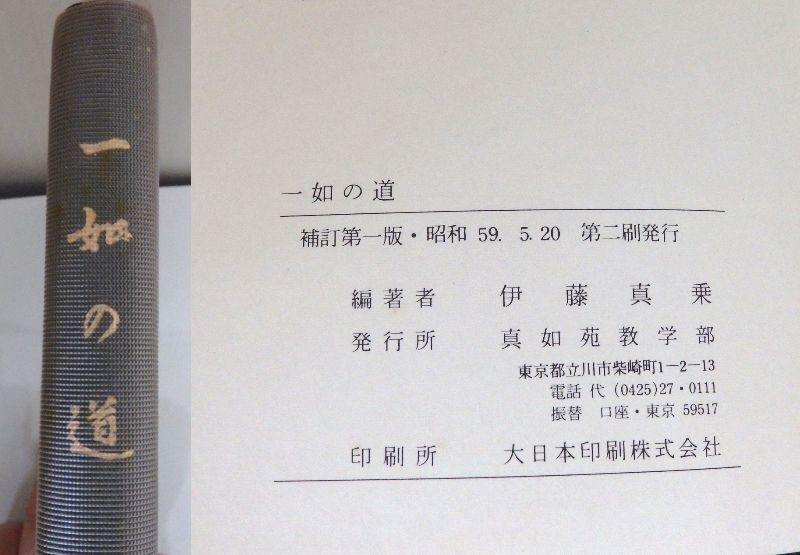 一如の道
一如の道
補訂第一版・昭和 59. 5.20 第二刷発行
編著者 伊藤真乗
発行所 真如苑教学部
東京都立川市柴崎町1−2−13
電話 代 (0425)27・0111
振替 口座・東京 59517
印刷所 大日本印刷株式会社